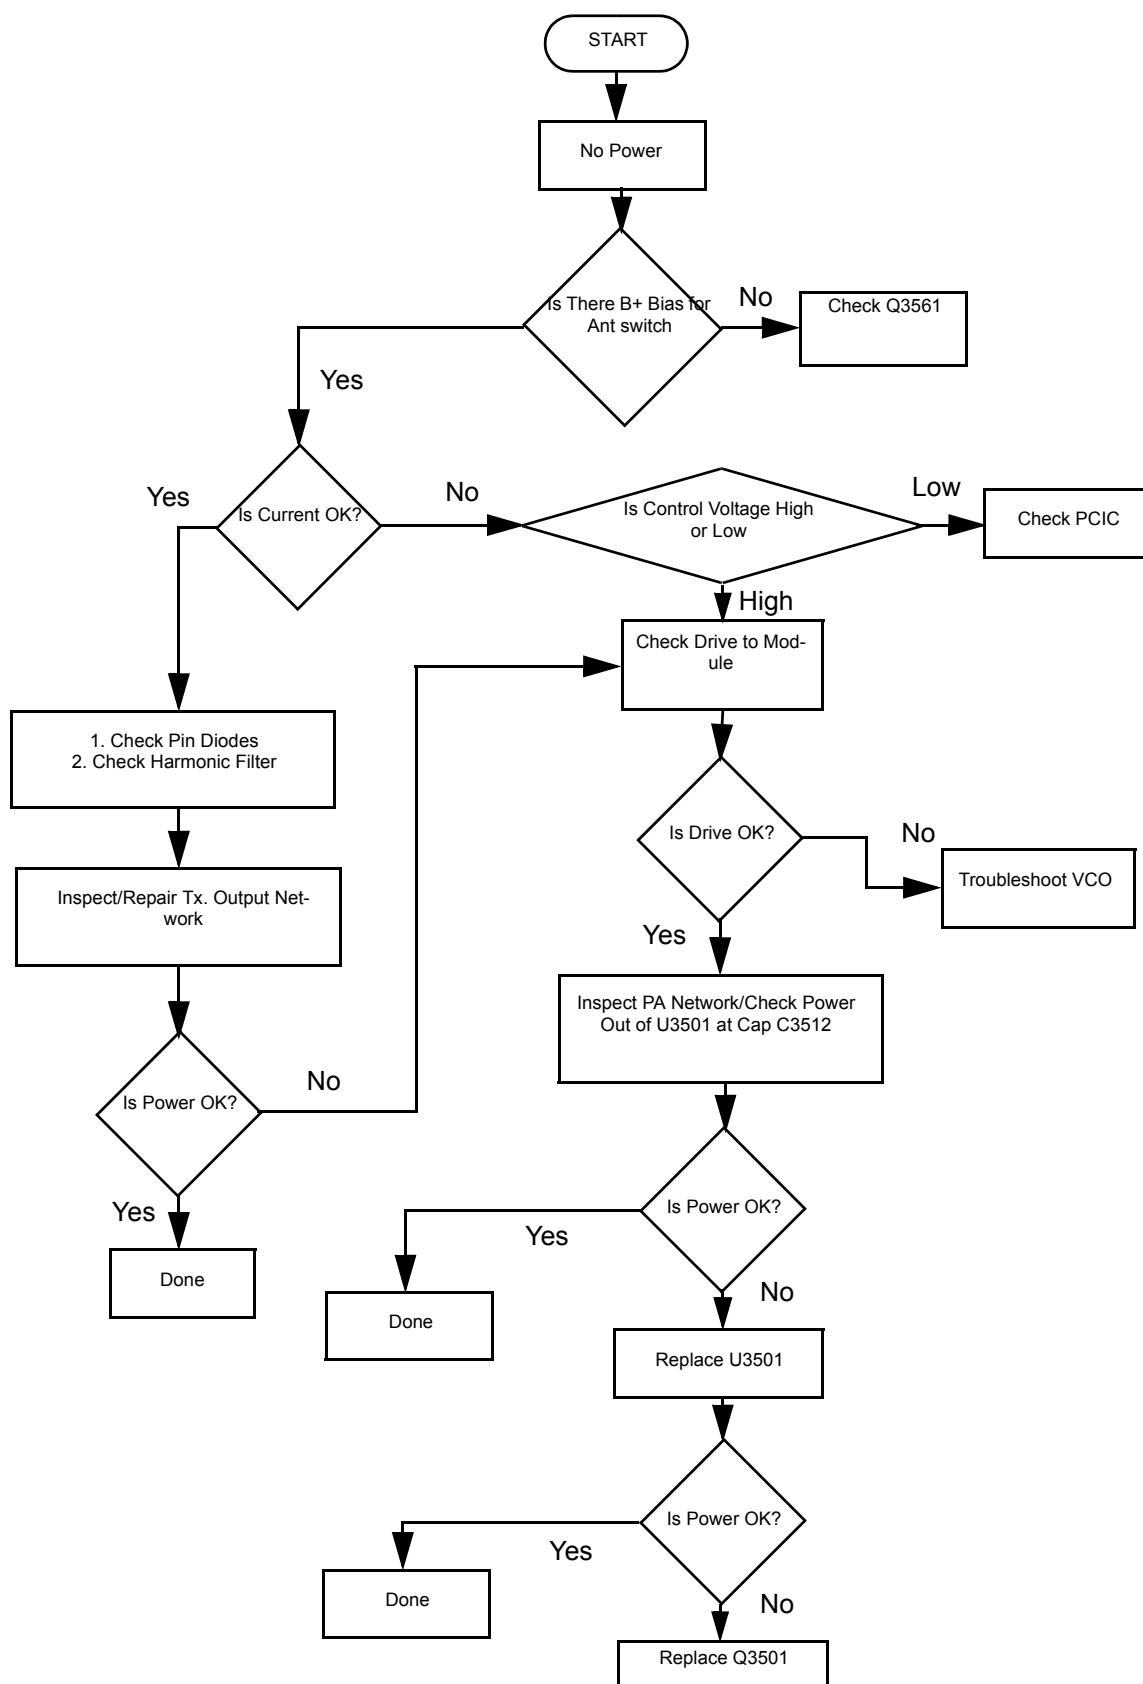 START
No Power
Is There B+ Bias for
Ant switch
No
Check Q3561
Yes
Is Current OK?
Yes
No
Is Control Voltage High
or Low
Low
Check PCIC
High
Check Drive to Mod-
ule
1. Check Pin Diodes
2. Check Harmonic Filter
Is Drive OK?
No
Troubleshoot VCO
Inspect/Repair Tx. Output Net-
work
Yes
Inspect PA Network/Check Power
Out of U3501 at Cap C3512
Is Power OK?
No
Yes
Done
Is Power OK?
Yes
Done
No
Replace U3501
Is Power OK?
Yes
Done
No
Replace Q3501